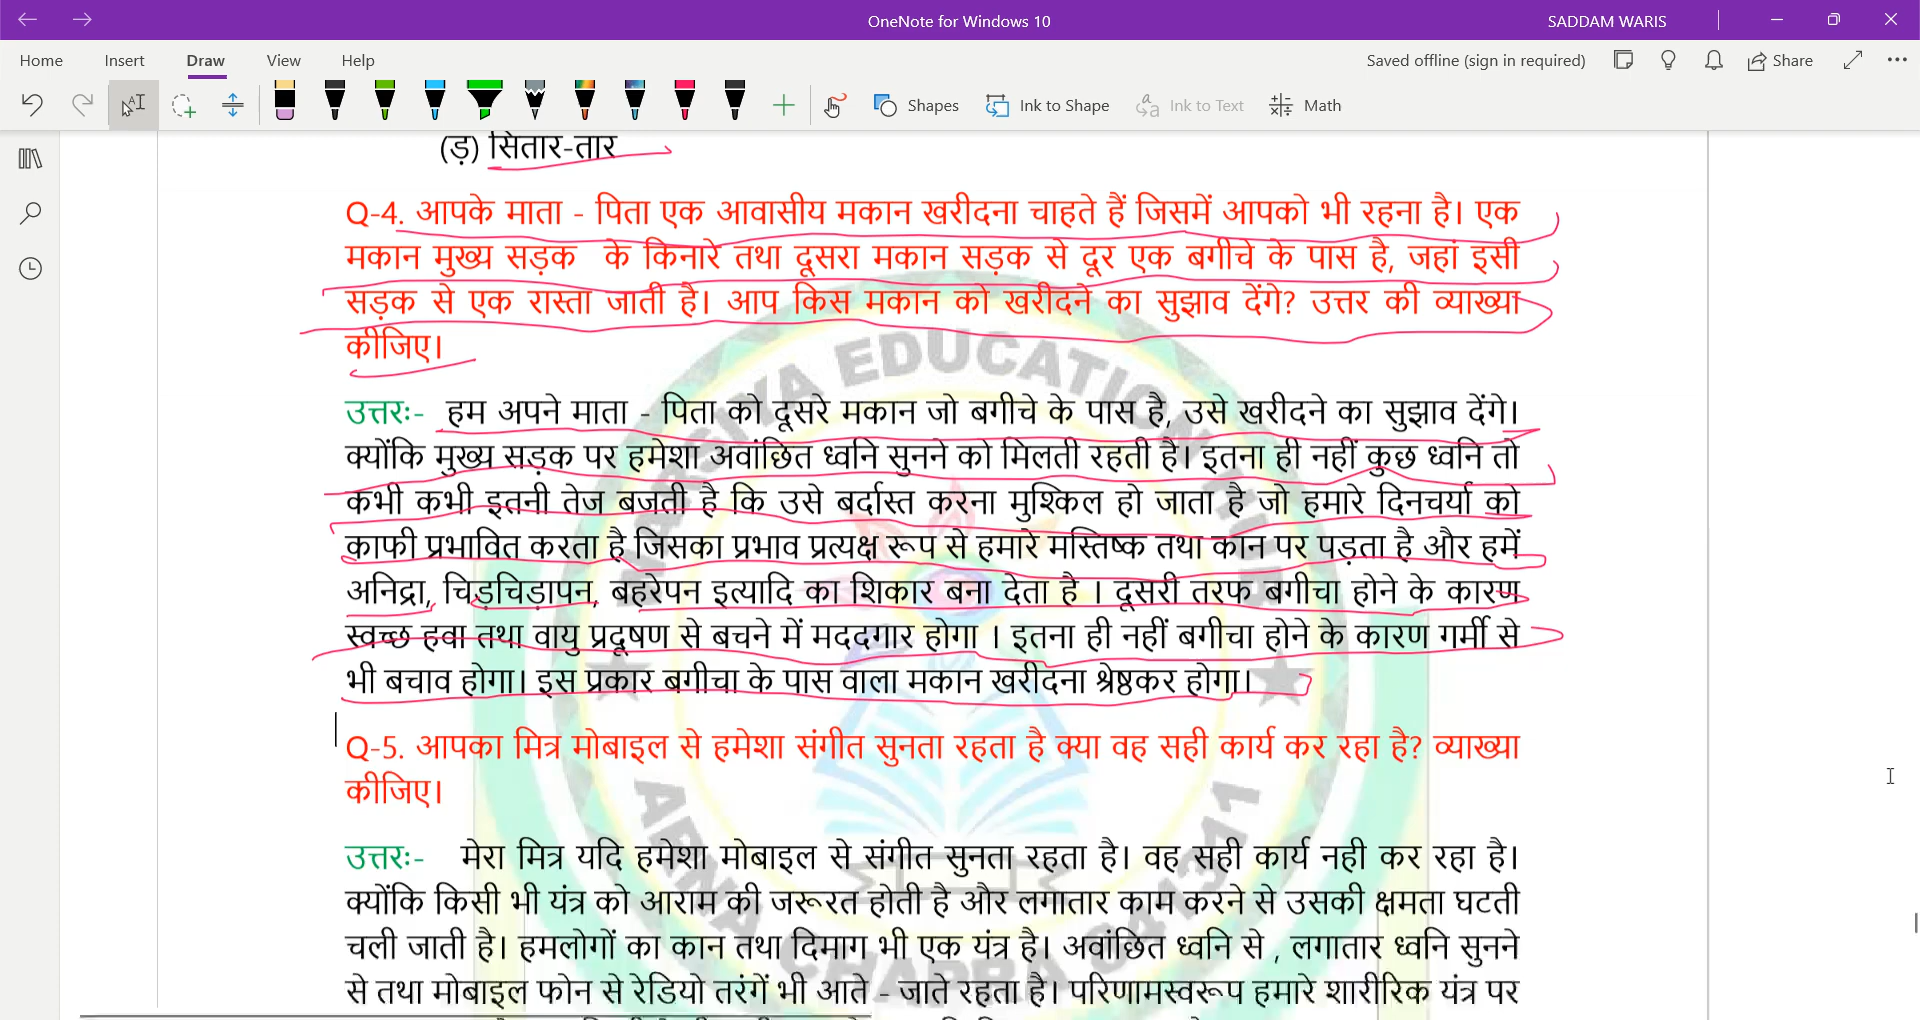 OneNote for Windows 10
SADDAM WARIS
Home Insert Draw View Help
Saved offline (sign in required)
Share
Shapes
Ink to Shape
Ink to Text
Math
(ड़) सितार-तार
Q-4. आपके माता - पिता एक आवासीय मकान खरीदना चाहते हैं जिसमें आपको भी रहना है। एक
मकान मुख्य सड़क के किनारे तथा दूसरा मकान सड़क से दूर एक बगीचे के पास है, जहां इसी
सड़क से एक रास्ता जाती है। आप किस मकान को खरीदने का सुझाव देंगे? उत्तर की व्याख्या
कीजिए।
उत्तरः- हम अपने माता - पिता को दूसरे मकान जो बगीचे के पास है, उसे खरीदने का सुझाव देंगे।
क्योंकि मुख्य सड़क पर हमेशा अवांछित ध्वनि सुनने को मिलती रहती है। इतना ही नहीं कुछ ध्वनि तो
कभी कभी इतनी तेज बजती है कि उसे बर्दास्त करना मुश्किल हो जाता है जो हमारे दिनचर्या को
काफी प्रभावित करता है जिसका प्रभाव प्रत्यक्ष रूप से हमारे मस्तिष्क तथा कान पर पड़ता है और हमें
अनिद्रा, चिड़चिड़ापन, बहरेपन इत्यादि का शिकार बना देता है । दूसरी तरफ बगीचा होने के कारण
स्वच्छ हवा तथा वायु प्रदूषण से बचने में मददगार होगा । इतना ही नहीं बगीचा होने के कारण गर्मी से
भी बचाव होगा। इस प्रकार बगीचा के पास वाला मकान खरीदना श्रेष्ठकर होगा।
Q-5. आपका मित्र मोबाइल से हमेशा संगीत सुनता रहता है क्या वह सही कार्य कर रहा है? व्याख्या
कीजिए।
उत्तरः- मेरा मित्र यदि हमेशा मोबाइल से संगीत सुनता रहता है। वह सही कार्य नही कर रहा है।
क्योंकि किसी भी यंत्र को आराम की जरूरत होती है और लगातार काम करने से उसकी क्षमता घटती
चली जाती है। हमलोगों का कान तथा दिमाग भी एक यंत्र है। अवांछित ध्वनि से , लगातार ध्वनि सुनने
से तथा मोबाइल फोन से रेडियो तरंगें भी आते - जाते रहता है। परिणामस्वरूप हमारे शारीरिक यंत्र पर